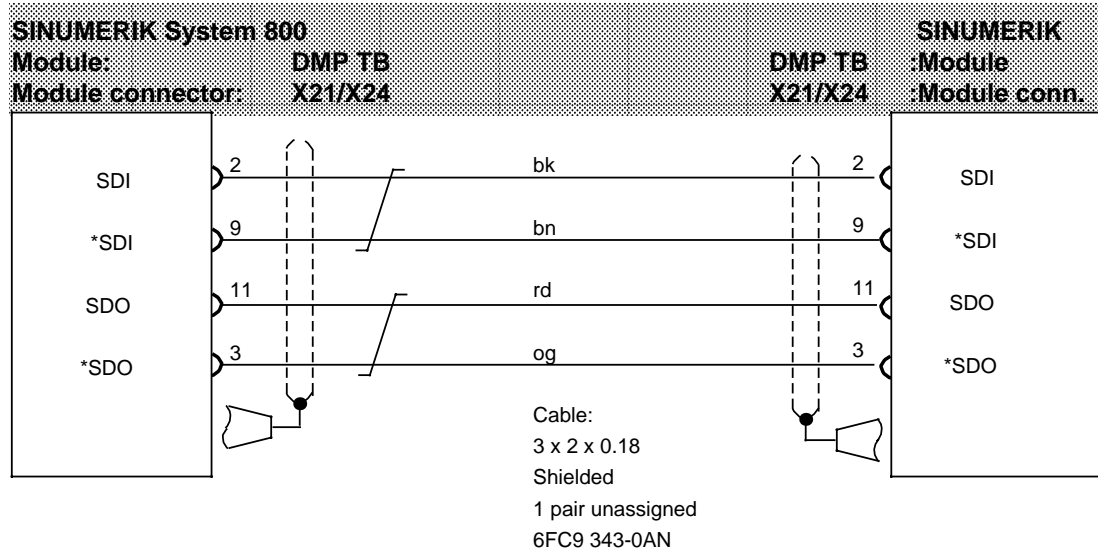 SINUMERIK System 800 SINUMERIK
Module: DMP TB DMP TB :Module
Module connector: X21/X24 X21/X24 :Module conn.
SDI 2 bk 2 SDI
*SDI 9 bn 9 *SDI
SDO 11 rd 11 SDO
*SDO 3 og 3 *SDO
Cable:
3 x 2 x 0.18
Shielded
1 pair unassigned
6FC9 343-0AN